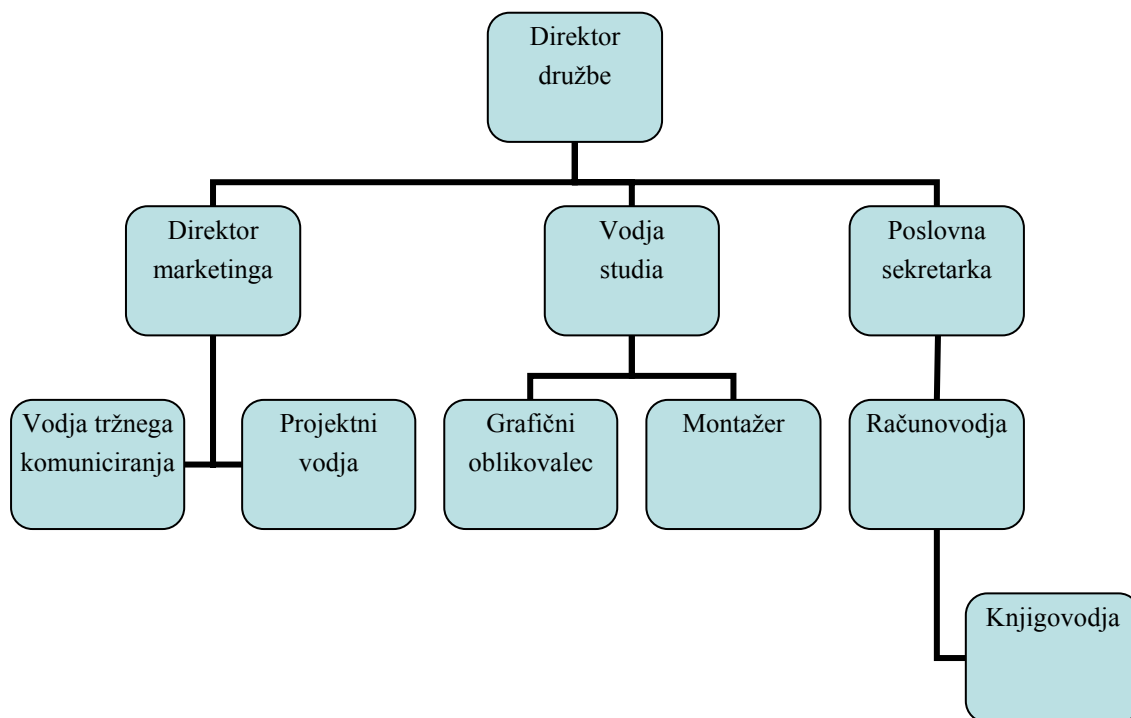 Direktor
družbe
Direktor
marketinga
Vodja
studia
Poslovna
sekretarka
Vodja tržnega
komuniciranja
Projektni
vodja
Grafični
oblikovalec
Montažer
Računovodja
Knjigovodja